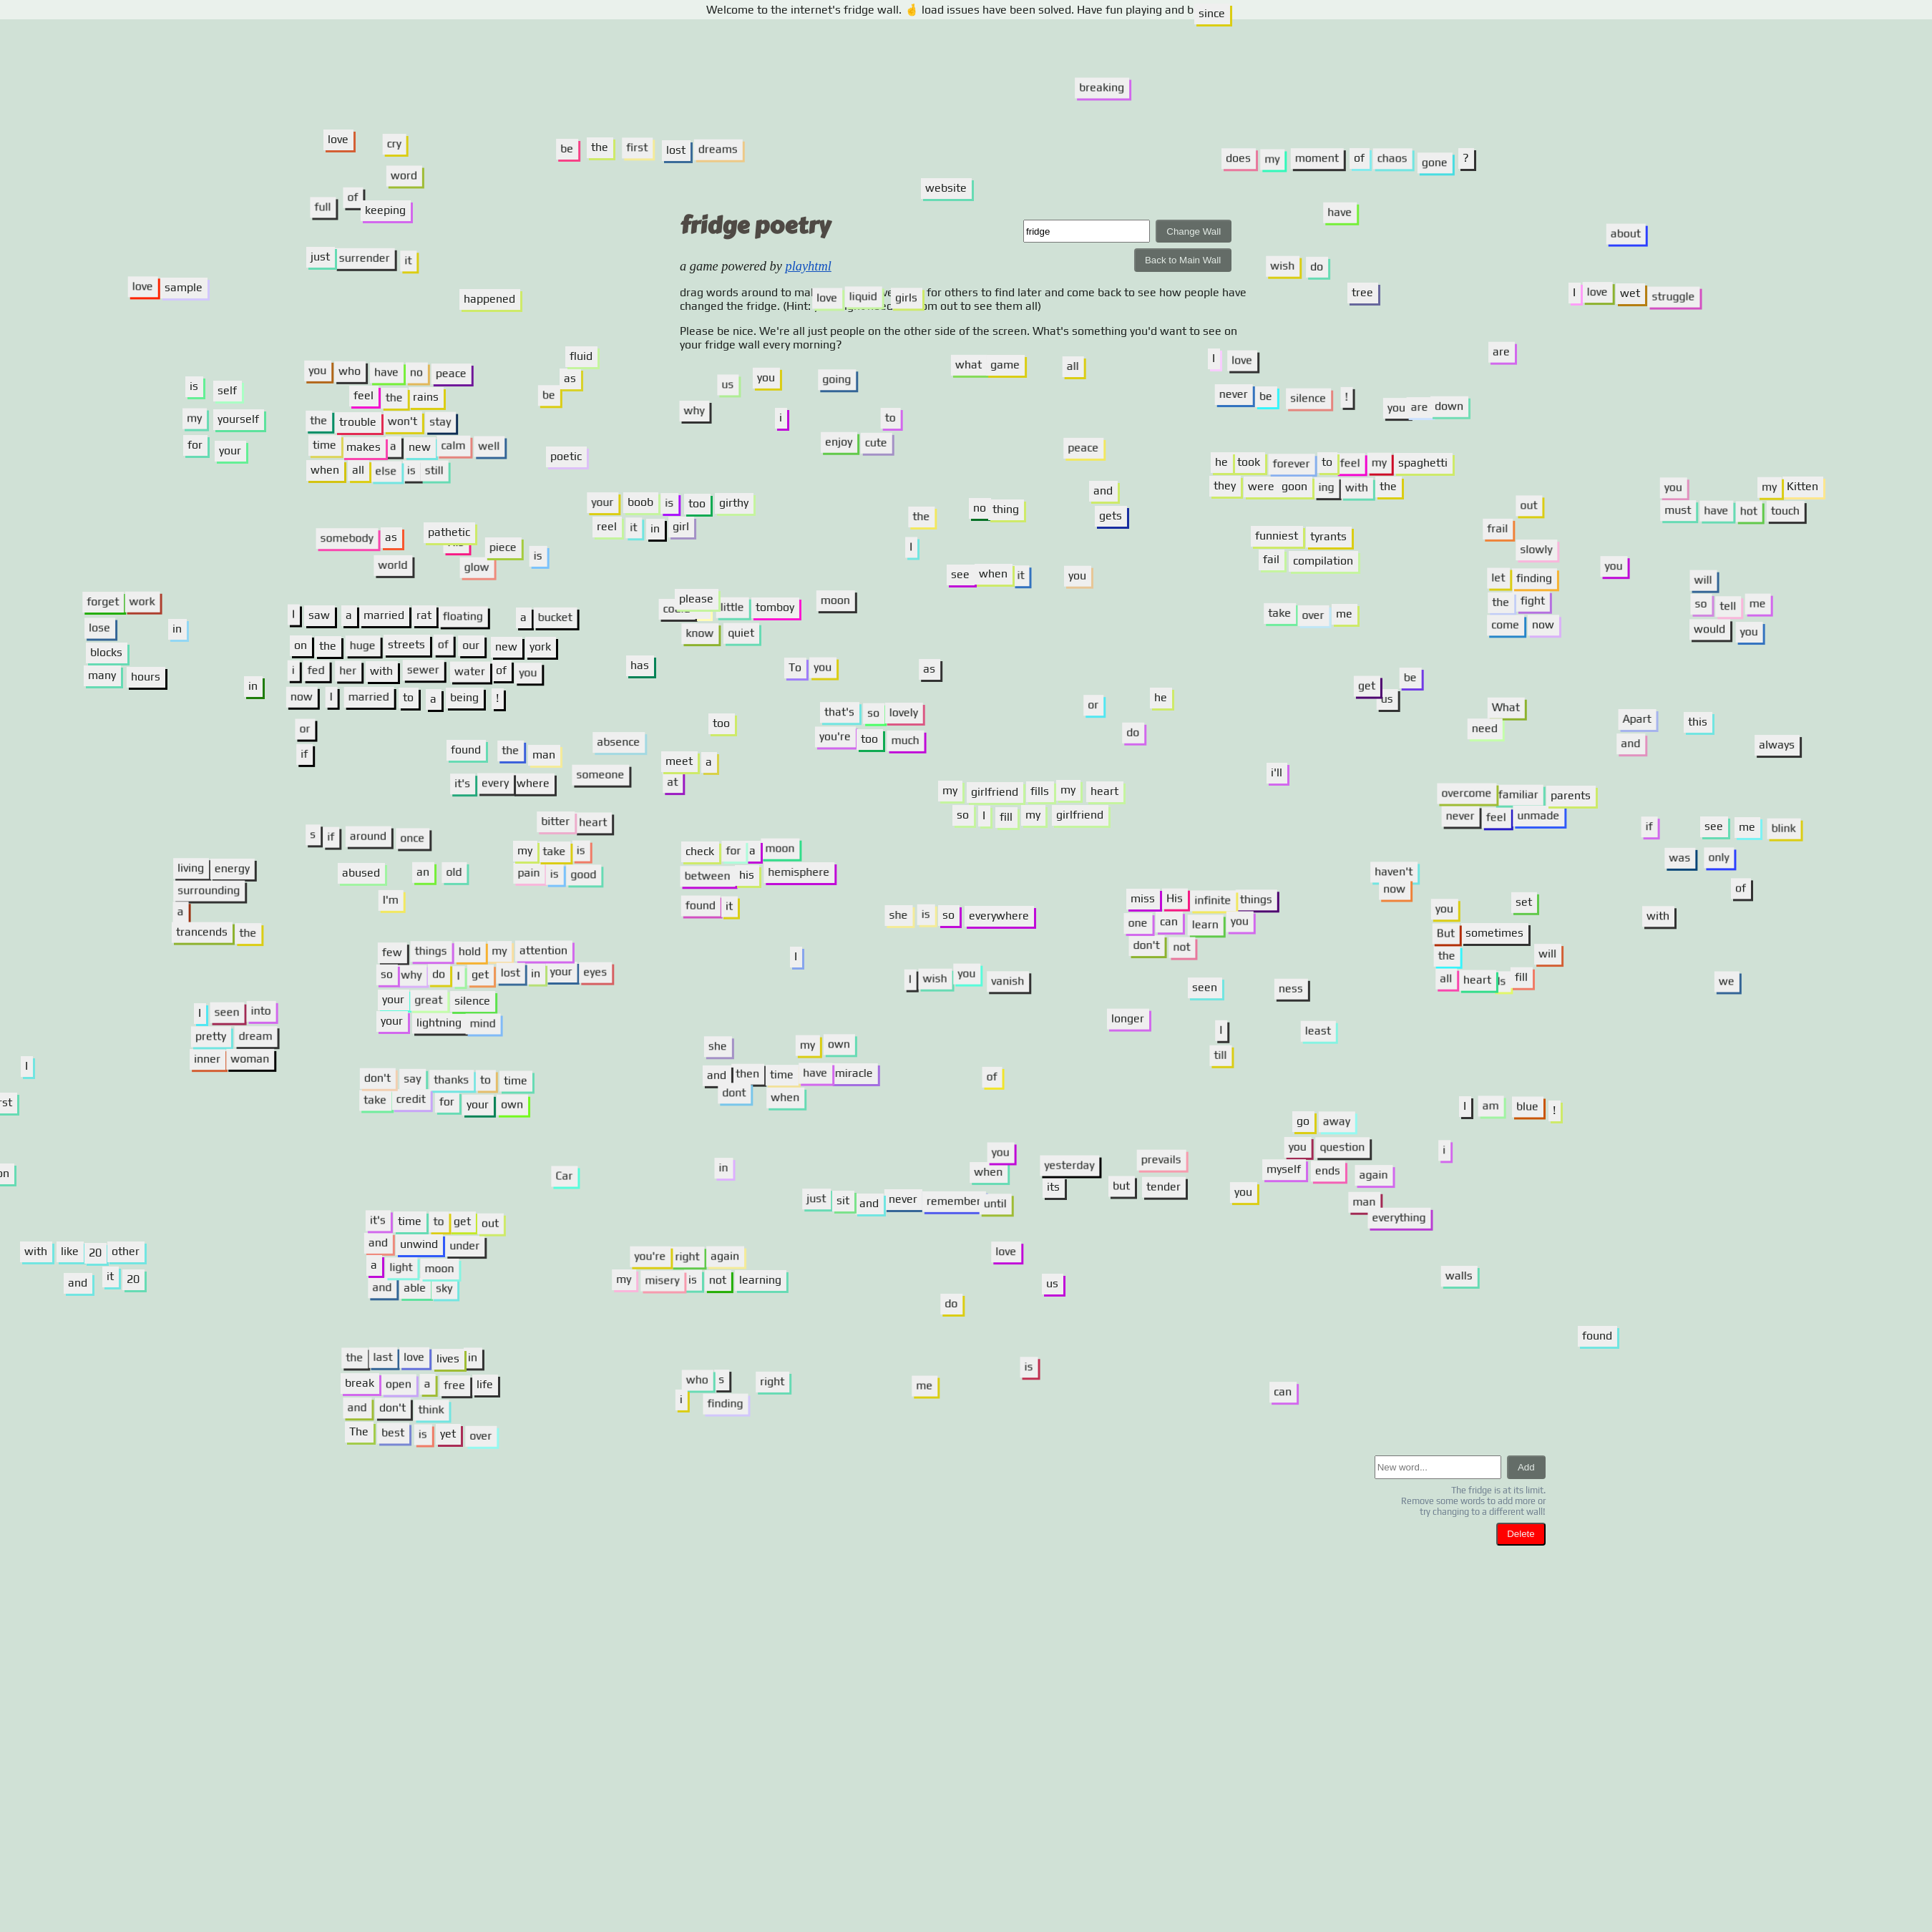 Welcome to the internet's fridge wall. 🤞 load issues have been solved. Have fun playing and b
since
breaking
love cry
word
full of keeping
just surrender it
be the first lost dreams
website
does my moment of chaos gone ?
have
about
fridge poetry
fridge
Change Wall
Back to Main Wall
a game powered by playhtml
wish do
tree
love sample
happened
drag words around to love liquid girls for others to find later and come back to see how people have
changed the fridge. (Hint: out to see them all)
Please be nice. We're all just people on the other side of the screen. What's something you'd want to see on
your fridge wall every morning?
I love wet struggle
are
is self
my yourself
for your
you who have no peace
feel the rains
the trouble won't stay
time makes a new calm well
when all else is still
fluid
as
be
poetic
us you going
why i to
enjoy cute
what game all
peace
I love
never be silence !
you are down
he took forever to feel my spaghetti
they were goon ing with the
your boob is too girthy
reel it in girl
the no thing
I
and
gets
see when it you
funniest tyrants
fail compilation
take over me
out
frail
slowly
let finding
the fight
come now
you
you my Kitten
must have hot touch
will
so tell me
would you
somebody as
pathetic
piece is
world glow
forget work
lose in
blocks
many hours
in
I saw a married rat floating a bucket
on the huge streets of our new york
i fed her with sewer water of you
now I married to a being !
or
if
please
little tomboy moon
know quiet
has
To you
as
that's so lovely
you're too much
too
meet a
at
or he
do
get be
us
What
need
Apart this
and
always
found the man absence
it's every where someone
i'll
my girlfriend fills my heart
so I fill my girlfriend
overcome familiar parents
never feel unmade
if see me blink
was only
of
with
s if around once
bitter heart
my take is
pain is good
abused an old
I'm
living energy
surrounding
a
trancends the
check for a moon
between his hemisphere
found it
she is so everywhere
miss His infinite things
one can learn you
don't not
haven't
now
you set
But sometimes
the will
all heart is fill
we
few things hold my attention
so why do I get lost in your eyes
your great silence
your lightning mind
I
I wish you vanish
seen ness
longer
I least
till
I seen into
pretty dream
inner woman
I
rst
on
she my own
and then time have miracle
dont when
of
don't say thanks to time
take credit for your own
I am blue !
i
go away
you question
myself ends again
man
everything
you
Car
in
you
when
just sit and never remember until
yesterday prevails
its but tender
it's time to get out
and unwind under
a light moon
and able sky
with like 20 other
and it 20
you're right again
my misery is not learning
love
us
do
walls
found
the last love lives in
break open a free life
and don't think
The best is yet over
who s right
i finding
me
is
can
New word...
Add
The fridge is at its limit.
Remove some words to add more or
try changing to a different wall!
Delete